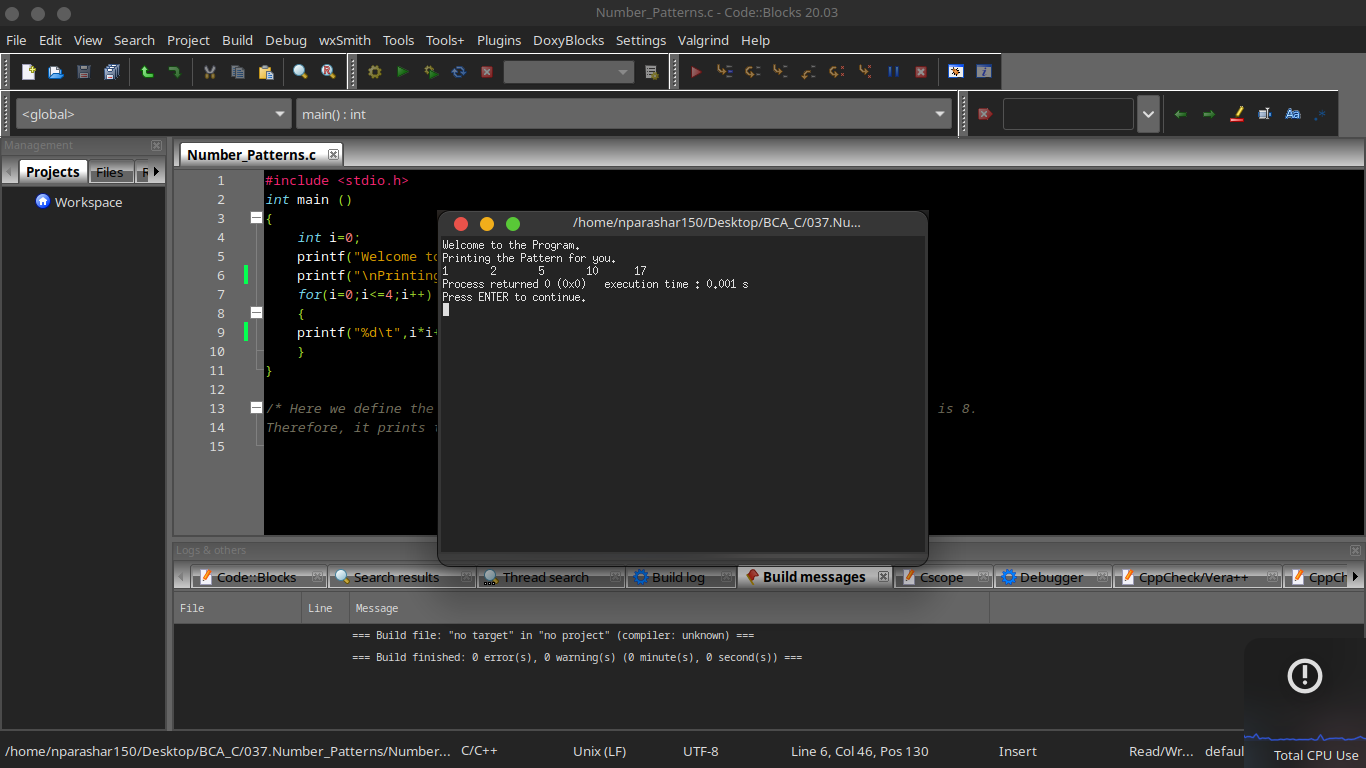 Number_Patterns.c - Code::Blocks 20.03
File Edit View Search Project Build Debug wxSmith Tools Tools+ Plugins DoxyBlocks Settings Valgrind Help
<global> main() : int
Management
Projects Files
Workspace
Number_Patterns.c
1 #include <stdio.h>
2 int main ()
3 {
4 int i=0;
5 printf("Welcome to
6 printf("\nPrinting
7 for(i=0;i<=4;i++)
8 {
9 printf("%d\t",i*i+
10 }
11 }
12
13 /* Here we define the is 8.
14 Therefore, it prints
15
/home/nparashar150/Desktop/BCA_C/037.Nu...
Welcome to the Program.
Printing the Pattern for you.
1 2 5 10 17
Process returned 0 (0x0) execution time : 0.001 s
Press ENTER to continue.
Logs & others
Code::Blocks Search results Thread search Build log Build messages Cscope Debugger CppCheck/Vera++ CppCh
File Line Message
=== Build file: "no target" in "no project" (compiler: unknown) ===
=== Build finished: 0 error(s), 0 warning(s) (0 minute(s), 0 second(s)) ===
/home/nparashar150/Desktop/BCA_C/037.Number_Patterns/Number... C/C++ Unix (LF) UTF-8 Line 6, Col 46, Pos 130 Insert Read/Wr... defaul
Total CPU Use